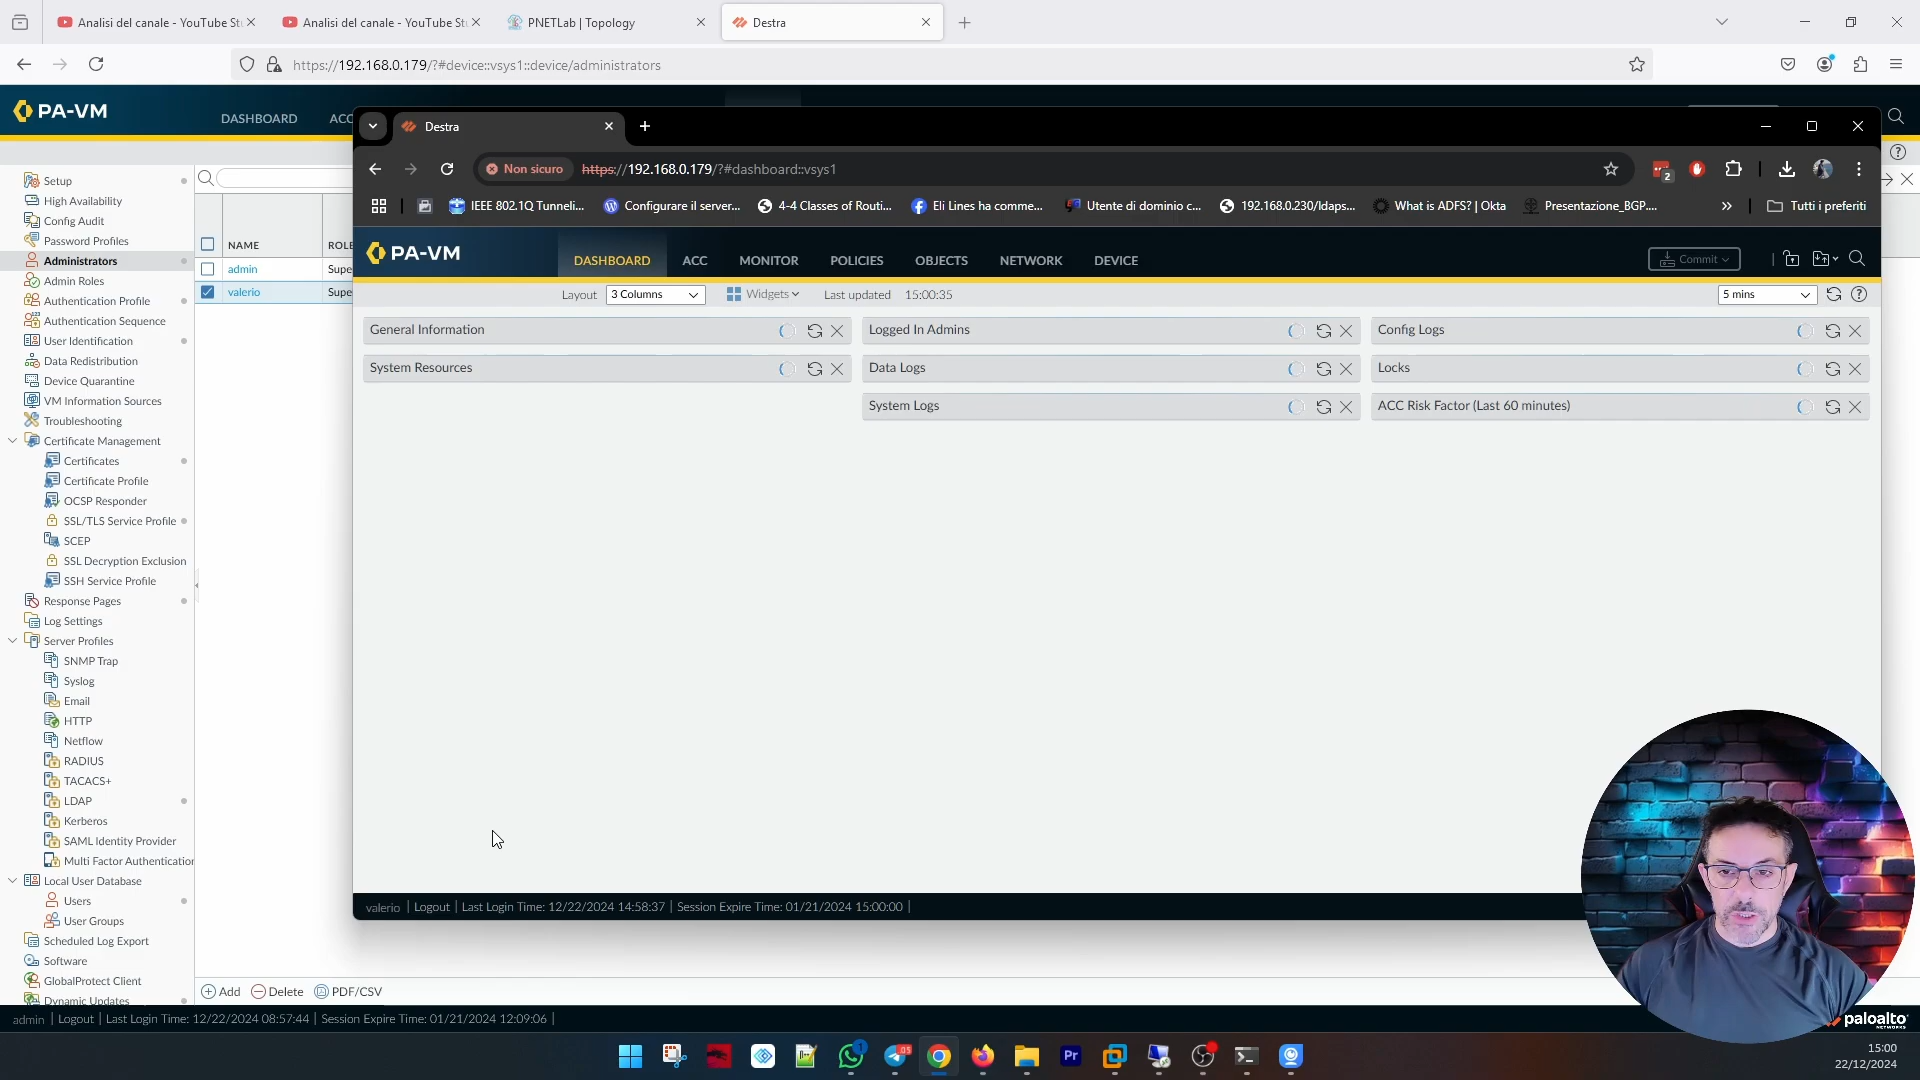 Analisi del canale - YouTube Stu
Analisi del canale - YouTube Stu
PNETLab | Topology
Destra
https://192.168.0.179/?#device::vsys1::device/administrators
PA-VM
DASHBOARD
ACC
Setup
High Availability
Config Audit
Password Profiles
Administrators
Admin Roles
Authentication Profile
Authentication Sequence
User Identification
Data Redistribution
Device Quarantine
VM Information Sources
Troubleshooting
Certificate Management
Certificates
Certificate Profile
OCSP Responder
SSL/TLS Service Profile
SCEP
SSL Decryption Exclusion
SSH Service Profile
Response Pages
Log Settings
Server Profiles
SNMP Trap
Syslog
Email
HTTP
Netflow
RADIUS
TACACS+
LDAP
Kerberos
SAML Identity Provider
Multi Factor Authentication
Local User Database
Users
User Groups
Scheduled Log Export
Software
GlobalProtect Client
Dynamic Updates
NAME ROLE
admin Supe
valerio Supe
Destra
Non sicuro https://192.168.0.179/?#dashboard::vsys1
2
IEEE 802.1Q Tunneli... Configurare il server... 4-4 Classes of Routi... Eli Lines ha comme... Utente di dominio c... 192.168.0.230/ldaps... What is ADFS? | Okta Presentazione_BGP.... Tutti i preferiti
PA-VM DASHBOARD ACC MONITOR POLICIES OBJECTS NETWORK DEVICE Commit
Layout 3 Columns Widgets Last updated 15:00:35 5 mins
General Information Logged In Admins Config Logs
System Resources Data Logs Locks
System Logs ACC Risk Factor (Last 60 minutes)
valerio | Logout | Last Login Time: 12/22/2024 14:58:37 | Session Expire Time: 01/21/2024 15:00:00 |
Add Delete PDF/CSV
admin | Logout | Last Login Time: 12/22/2024 08:57:44 | Session Expire Time: 01/21/2024 12:09:06 |
paloalto
NETWORKS
1
05
Pr
15:00
22/12/2024